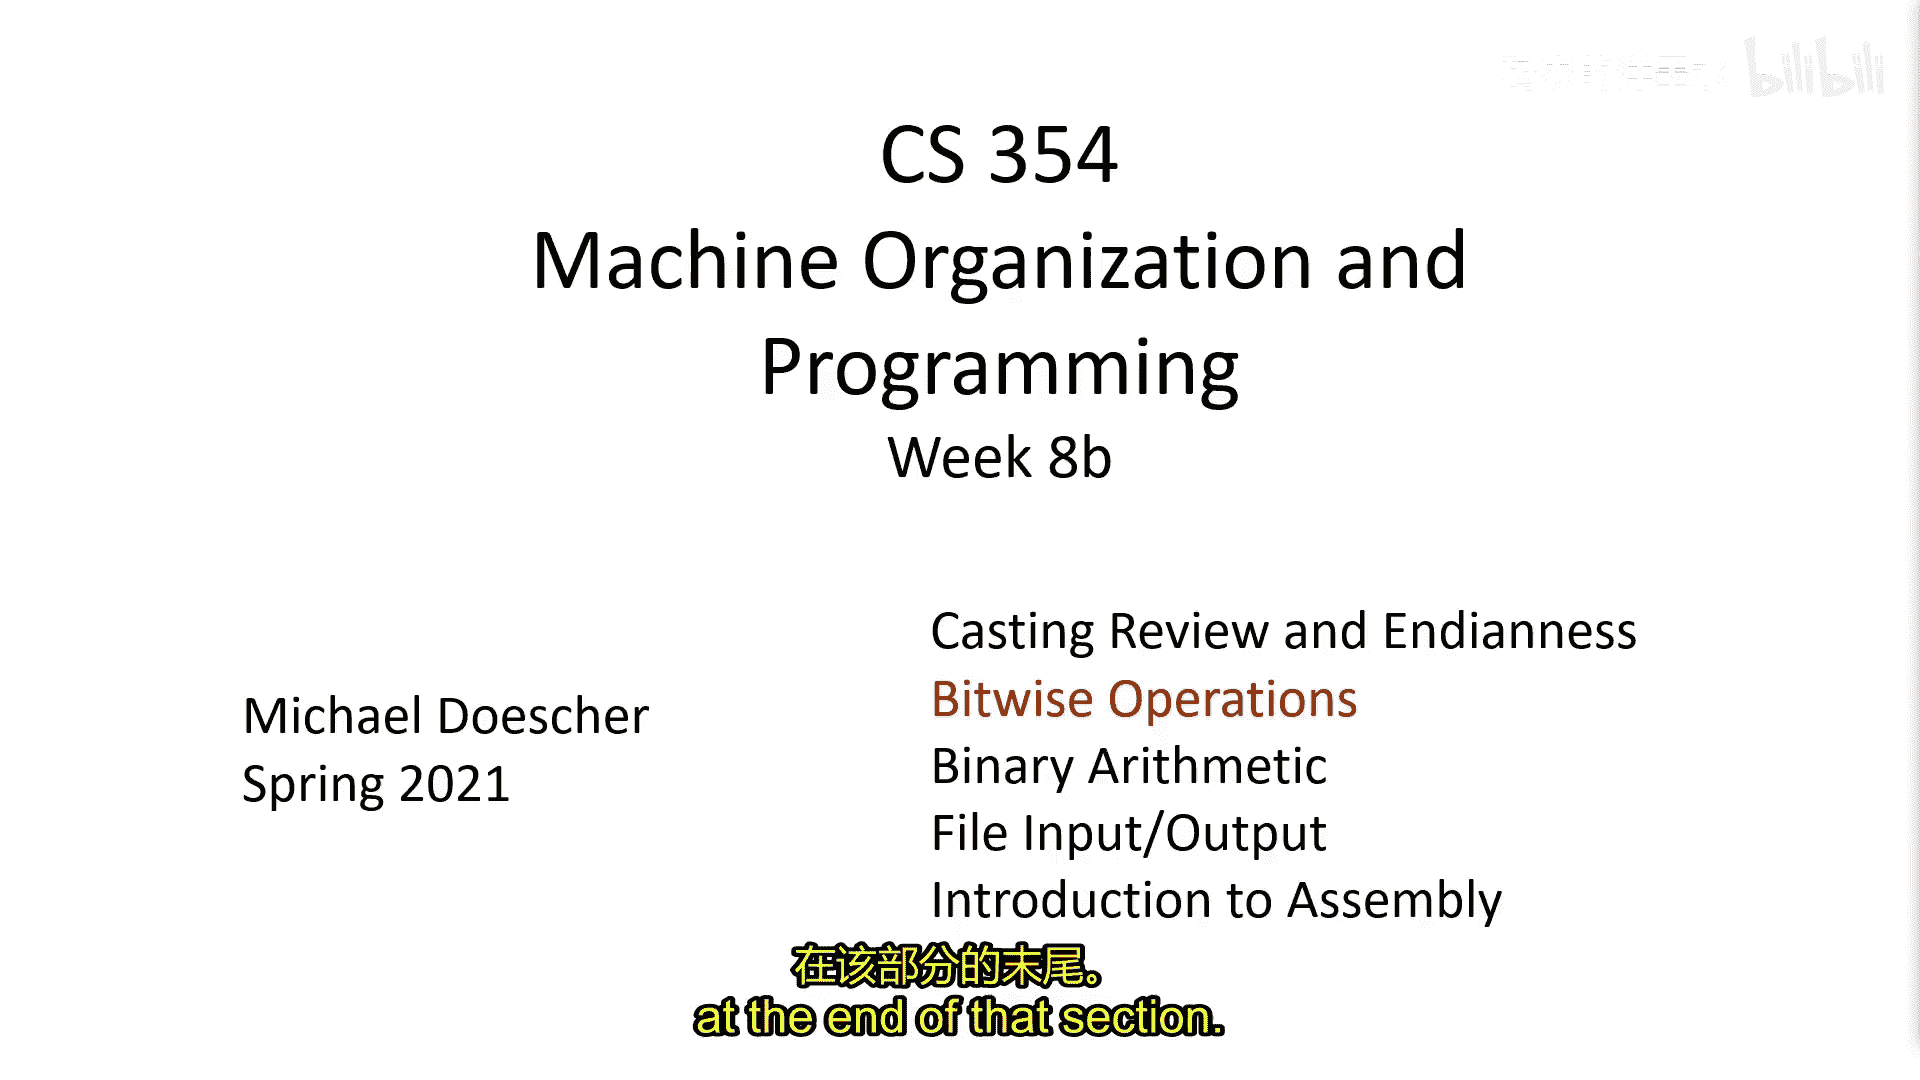 bilibili
CS 354
Machine Organization and
Programming
Week 8b
Michael Doescher
Spring 2021
Casting Review and Endianness
Bitwise Operations
Binary Arithmetic
File Input/Output
Introduction to Assembly
在该部分的末尾。
at the end of that section.